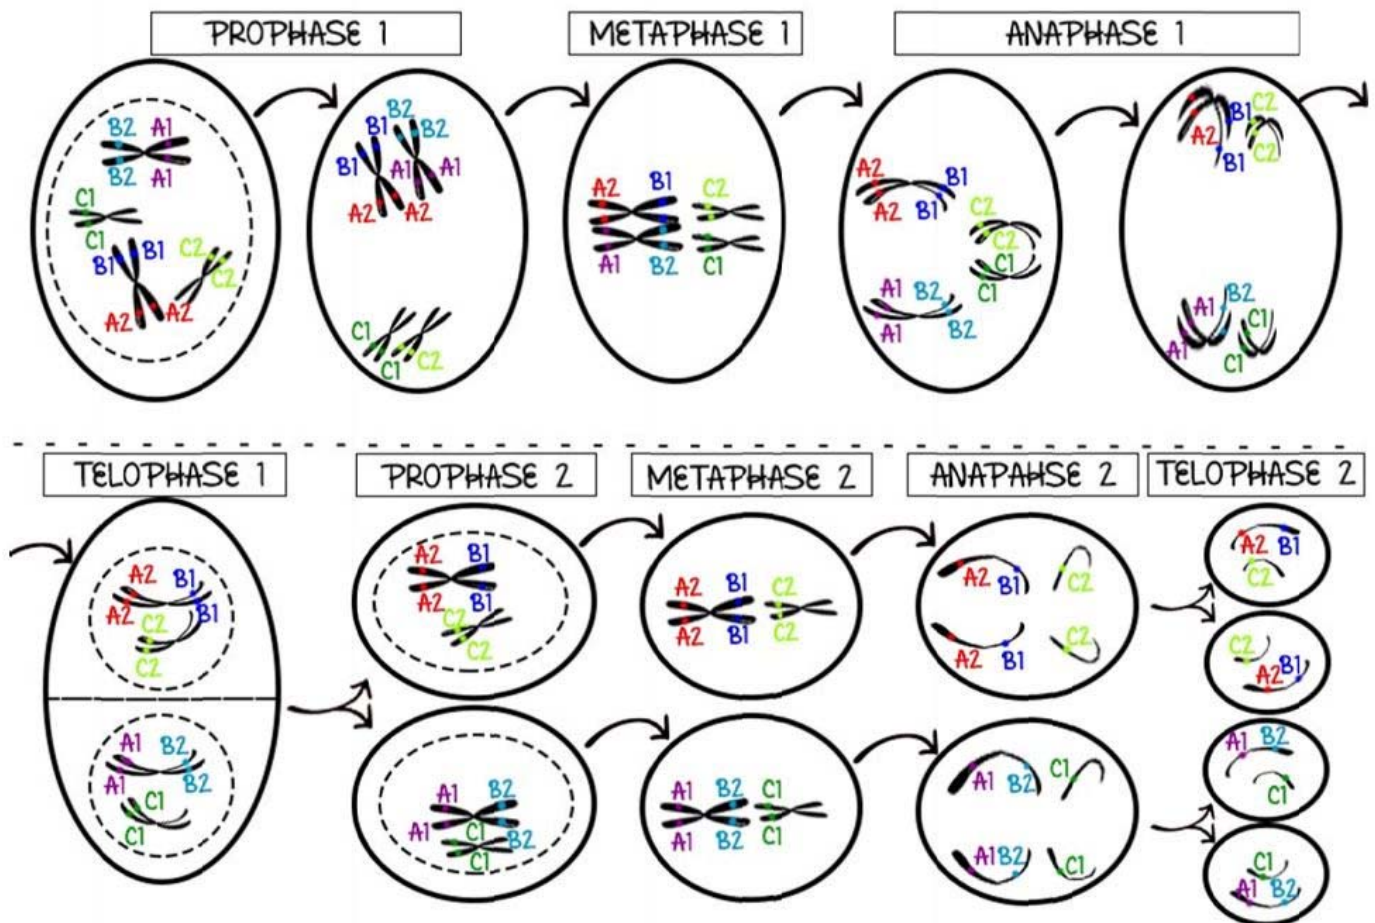 PROPHASE 1
METAPHASE 1
ANAPHASE 1
B2 A1
B2 A1
C1
C1
B1 B1
C2
C2
A2 A2
B2
B1 B2
B1 A1 A1
A2 A2
C1 C2
C1
A2 B1 C2
A1 B2 C1
A2 B1
A2 B1
C2
C2
C1
C1
A1 B2
A1 B2
B1 C2
A2 C2
B1
B2
A1 C1
A1 C1
TELOPHASE 1
PROPHASE 2
METAPHASE 2
ANAPAHSE 2
TELOPHASE 2
A2 B1
A2 B1
C2
C2
A1 B2
A1 B2
C1
C1
A2 B1
A2 B1
C2
C2
A1 B2
A1 C1 B2
C1
A2 B1 C2
A2 B1 C2
A1 B2 C1
A1 B2 C1
A2 B1 C2
A2 B1 C2
A1 B2 C1
A1 B2 C1
A2 B1
C2
C2
A2 B1
A1 B2
C1
C1
A1 B2